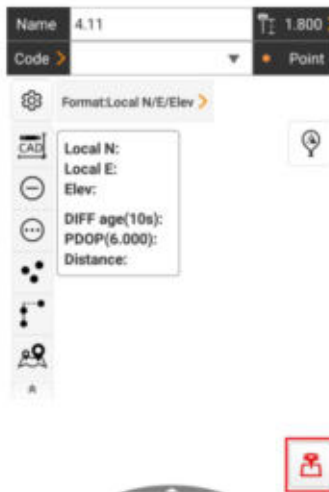 Name 4.11 1.800
Code Point
Format:Local N/E/Elev
CAD
Local N:
Local E:
Elev:
DIFF age(10s):
PDOP(6.000):
Distance: